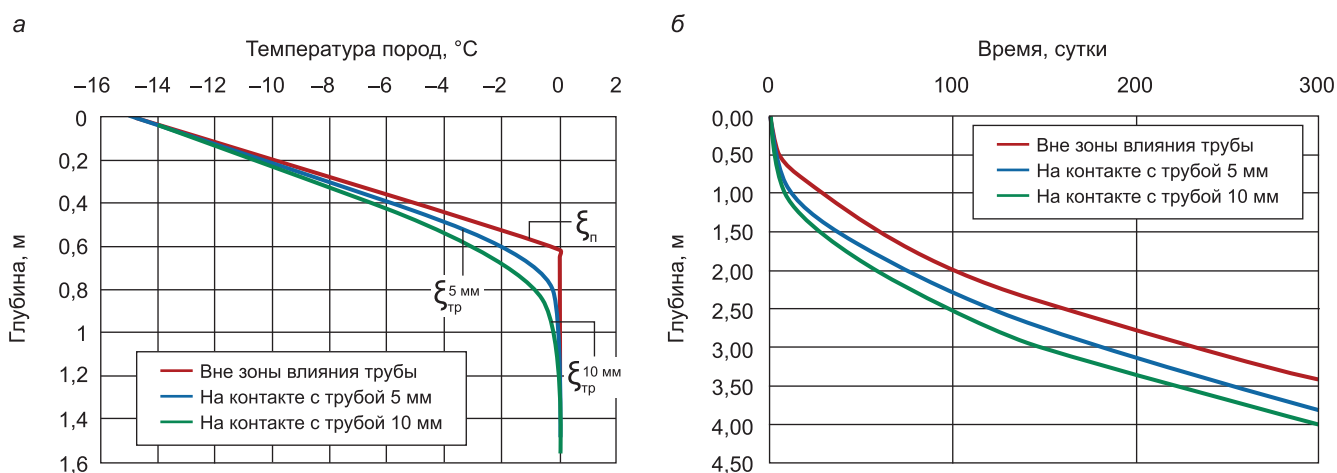 а
Температура пород, °C
–16 –14 –12 –10 –8 –6 –4 –2 0 2
Глубина, м
0
0,2
0,4
0,6
0,8
1
1,2
1,4
1,6
ξп
ξтр 5 мм
ξтр 10 мм
Вне зоны влияния трубы
На контакте с трубой 5 мм
На контакте с трубой 10 мм
б
Время, сутки
0 100 200 300
Глубина, м
0,00
0,50
1,00
1,50
2,00
2,50
3,00
3,50
4,00
4,50
Вне зоны влияния трубы
На контакте с трубой 5 мм
На контакте с трубой 10 мм